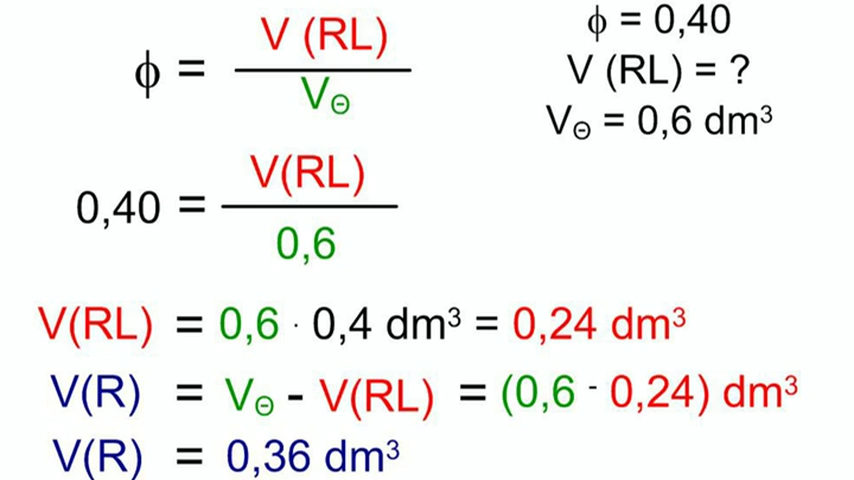 ϕ = V (RL) / V⊖
0,40 = V(RL) / 0,6
ϕ = 0,40
V (RL) = ?
V⊖ = 0,6 dm³
V(RL) = 0,6 · 0,4 dm³ = 0,24 dm³
V(R) = V⊖ - V(RL) = (0,6 - 0,24) dm³
V(R) = 0,36 dm³